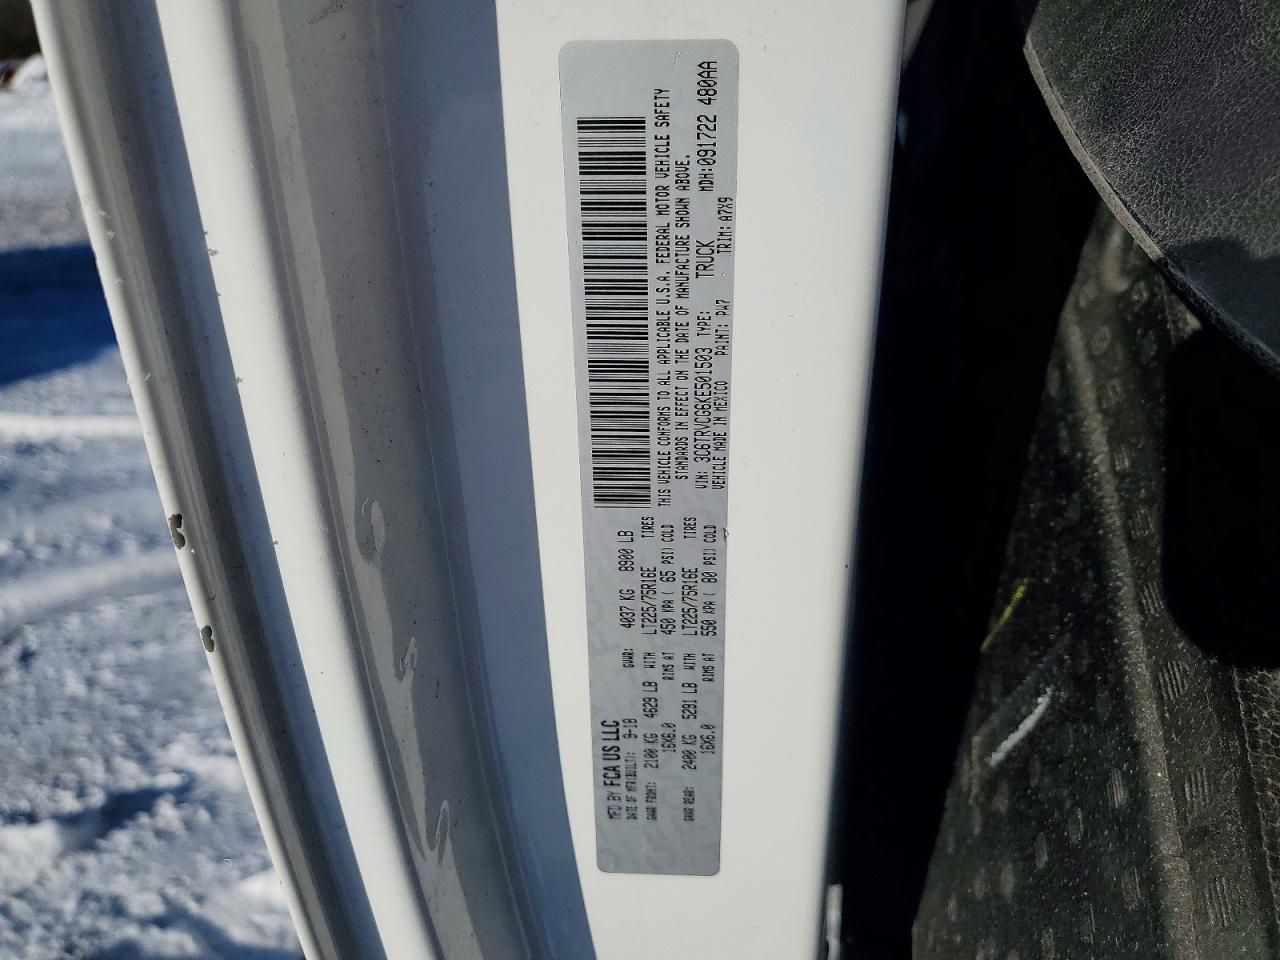 MFD BY FCA US LLC
DATE OF MFR(BUILT): 9-18 GVWR: 4037 KG 8900 LB
GAWR FRONT: 2100 KG 4629 LB WITH LT225/75R16E TIRES
16X6.0 RIMS AT 450 KPA ( 65 PSI) COLD
GAWR REAR: 2400 KG 5291 LB WITH LT225/75R16E TIRES
16X6.0 RIMS AT 550 KPA ( 80 PSI) COLD
THIS VEHICLE CONFORMS TO ALL APPLICABLE U.S.A. FEDERAL MOTOR VEHICLE SAFETY
STANDARDS IN EFFECT ON THE DATE OF MANUFACTURE SHOWN ABOVE.
VIN: 3C6TRVCG6KE501503 TYPE: TRUCK MDH:091722 480AA
VEHICLE MADE IN MEXICO PAINT: PW7 TRIM: A7X9